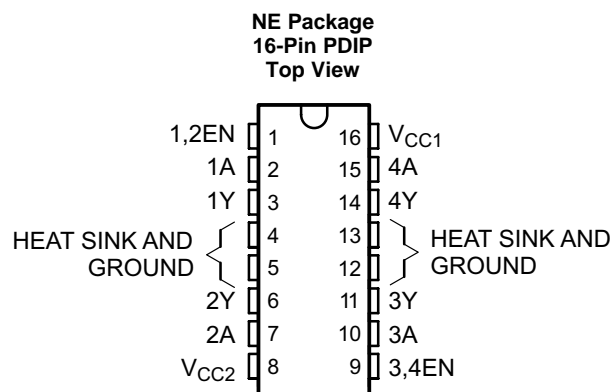 NE Package
16-Pin PDIP
Top View
1,2EN 1 16 VCC1
1A 2 15 4A
1Y 3 14 4Y
HEAT SINK AND GROUND 4 13 HEAT SINK AND GROUND
5 12
2Y 6 11 3Y
2A 7 10 3A
VCC2 8 9 3,4EN